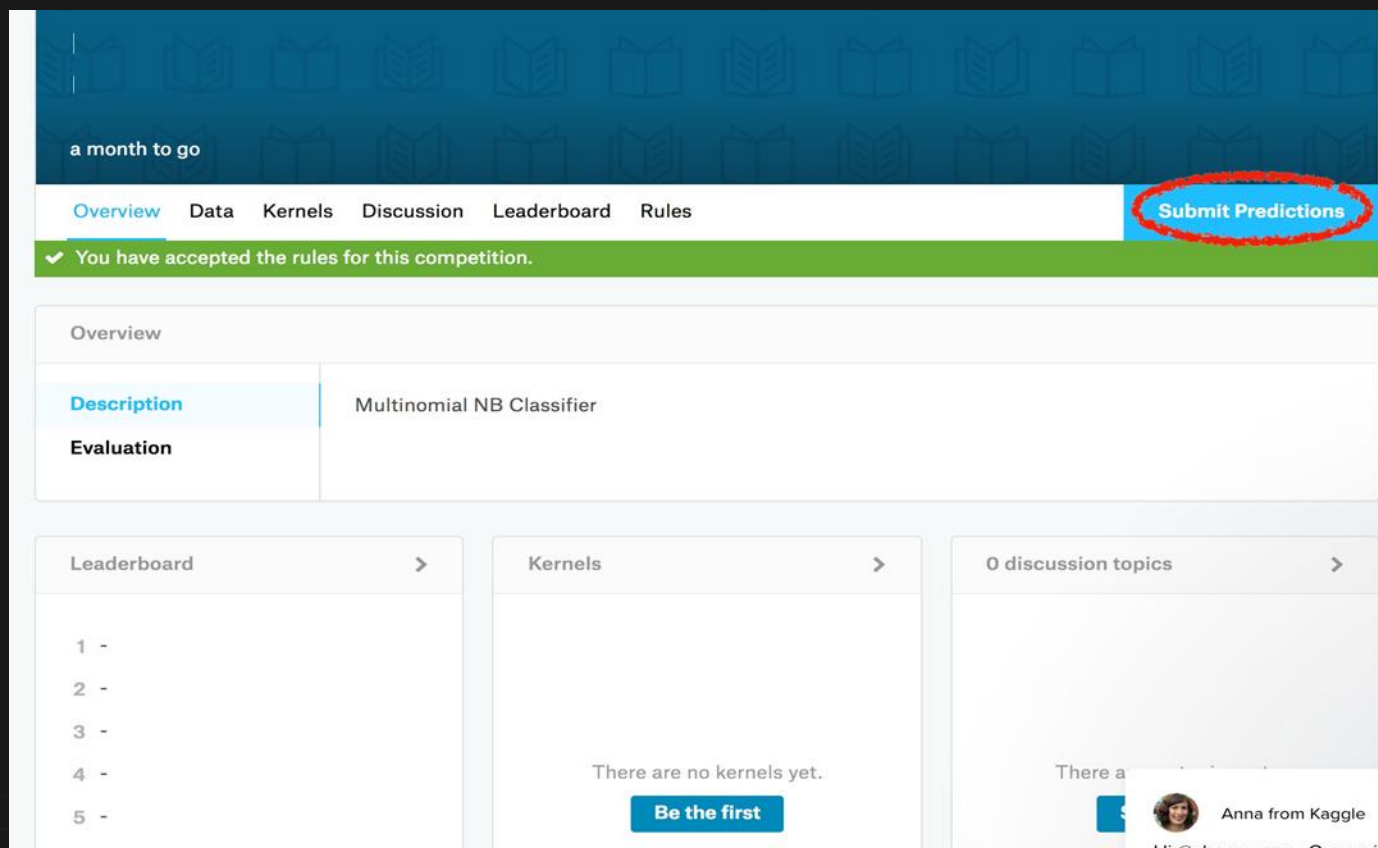 a month to go
Overview Data Kernels Discussion Leaderboard Rules Submit Predictions
✔ You have accepted the rules for this competition.
Overview
Description Multinomial NB Classifier
Evaluation
Leaderboard > Kernels > 0 discussion topics >
1 -
2 -
3 -
4 - There are no kernels yet. There
5 - Be the first
Anna from Kaggle